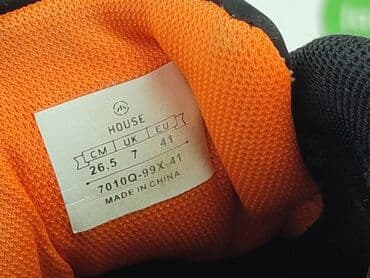 HOUSE
CM UK EU
26.5 7 41
7010Q-99X-41
MADE IN CHINA